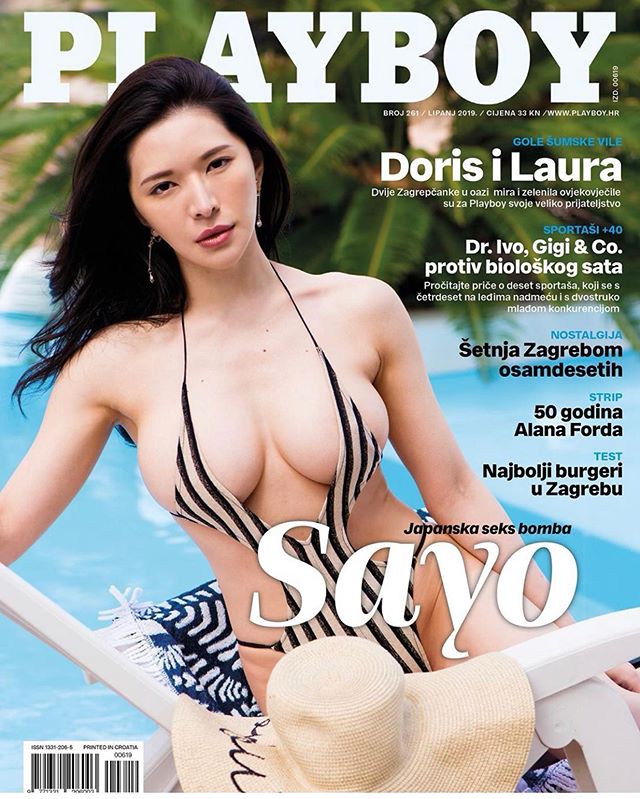 PLAYBOY
IZD. 00619
BROJ 261 / LIPANJ 2019. / CIJENA 33 KN / WWW.PLAYBOY.HR
GOLE ŠUMSKE VILE
Doris i Laura
Dvije Zagrepčanke u oazi mira i zelenila ovjekovječile
su za Playboy svoje veliko prijateljstvo
SPORTAŠI +40
Dr. Ivo, Gigi & Co.
protiv biološkog sata
Pročitajte priče o deset sportaša, koji se s
četrdeset na leđima nadmeću i s dvostruko
mlađom konkurencijom
NOSTALGIJA
Šetnja Zagrebom
osamdesetih
STRIP
50 godina
Alana Forda
TEST
Najbolji burgeri
u Zagrebu
Japanska seks bomba
Sayo
ISSN 1331-206-5 PRINTED IN CROATIA
00619
9 771331 206003